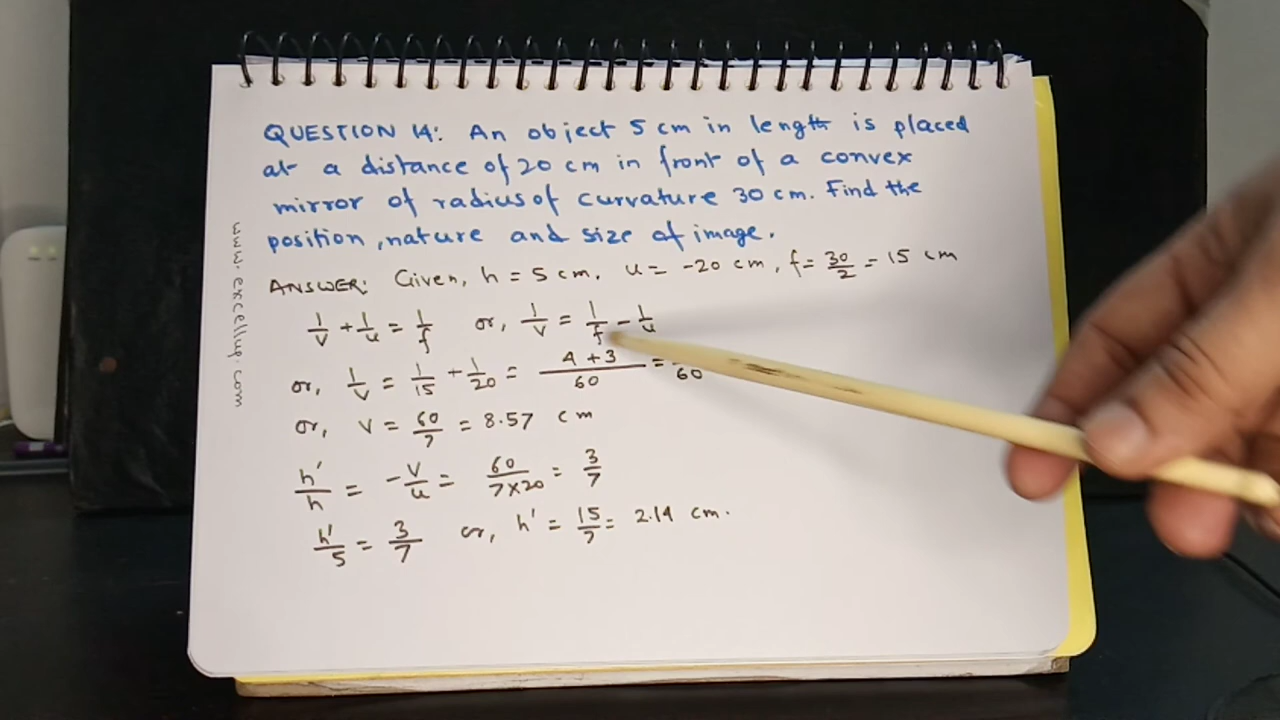 QUESTION 14: An object 5 cm in length is placed
at a distance of 20 cm in front of a convex
mirror of radius of curvature 30 cm. Find the
position, nature and size of image.
ANSWER: Given, h = 5 cm, u = -20 cm, f = 30/2 = 15 cm
1/v + 1/u = 1/f or, 1/v = 1/f - 1/u
or, 1/v = 1/15 + 1/20 = 4 + 3/60 = /60
or, v = 60/7 = 8.57 cm
h'/h = -v/u = 60/7×20 = 3/7
h'/5 = 3/7 or, h' = 15/7 = 2.14 cm.
www.excellup.com